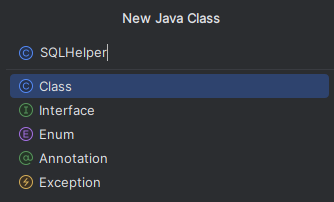 New Java Class
SQLHelper
Class
Interface
Enum
Annotation
Exception